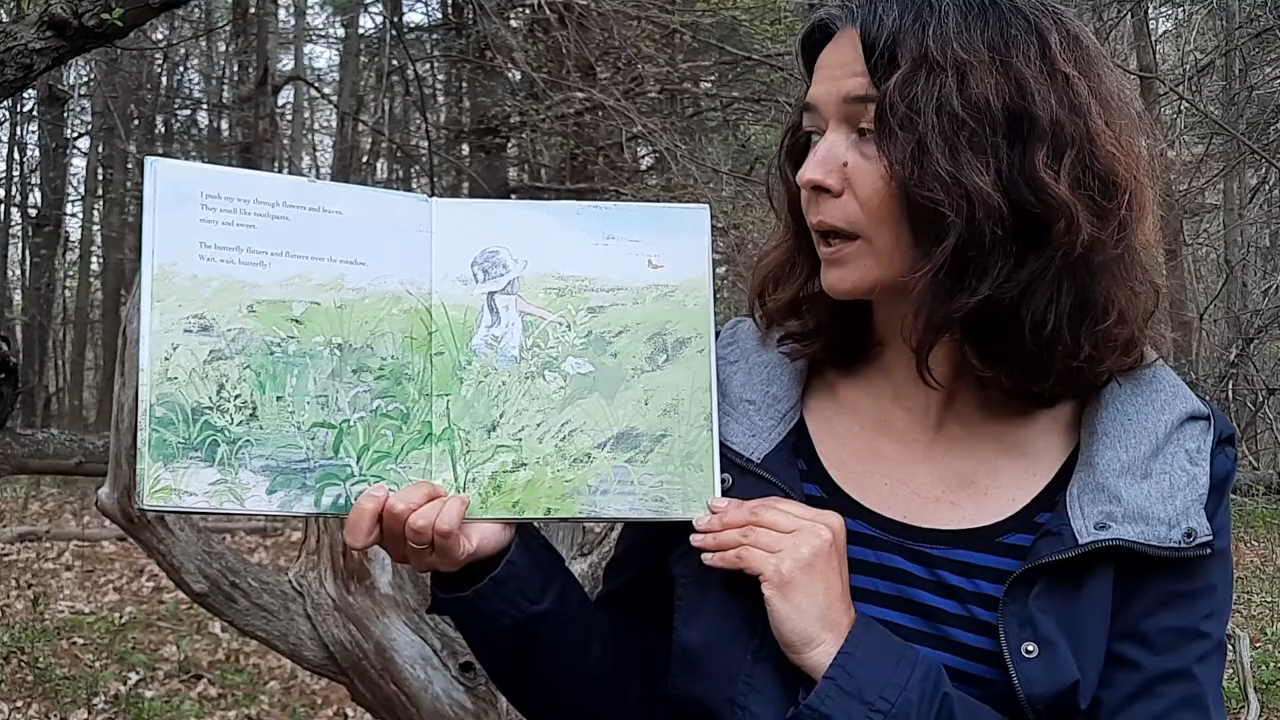 I push my way through flowers and leaves.
They smell like toothpaste,
minty and sweet.
The butterfly flitters and flutters over the meadow.
Wait, wait, butterfly!